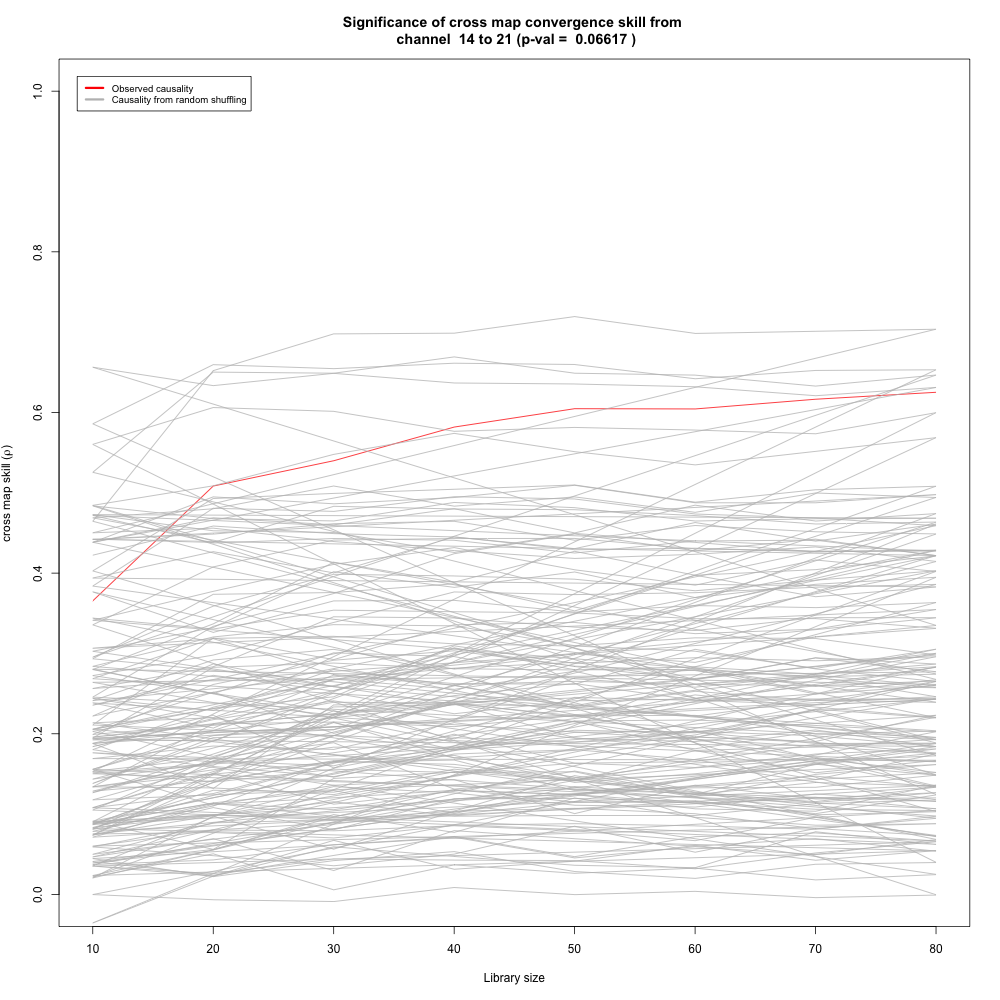 Significance of cross map convergence skill from
channel  14 to 21 (p-val =  0.06617 )
Observed causality
Causality from random shuffling
1.0
0.8
0.6
0.4
0.2
0.0
cross map skill (ρ)
10 20 30 40 50 60 70 80
Library size